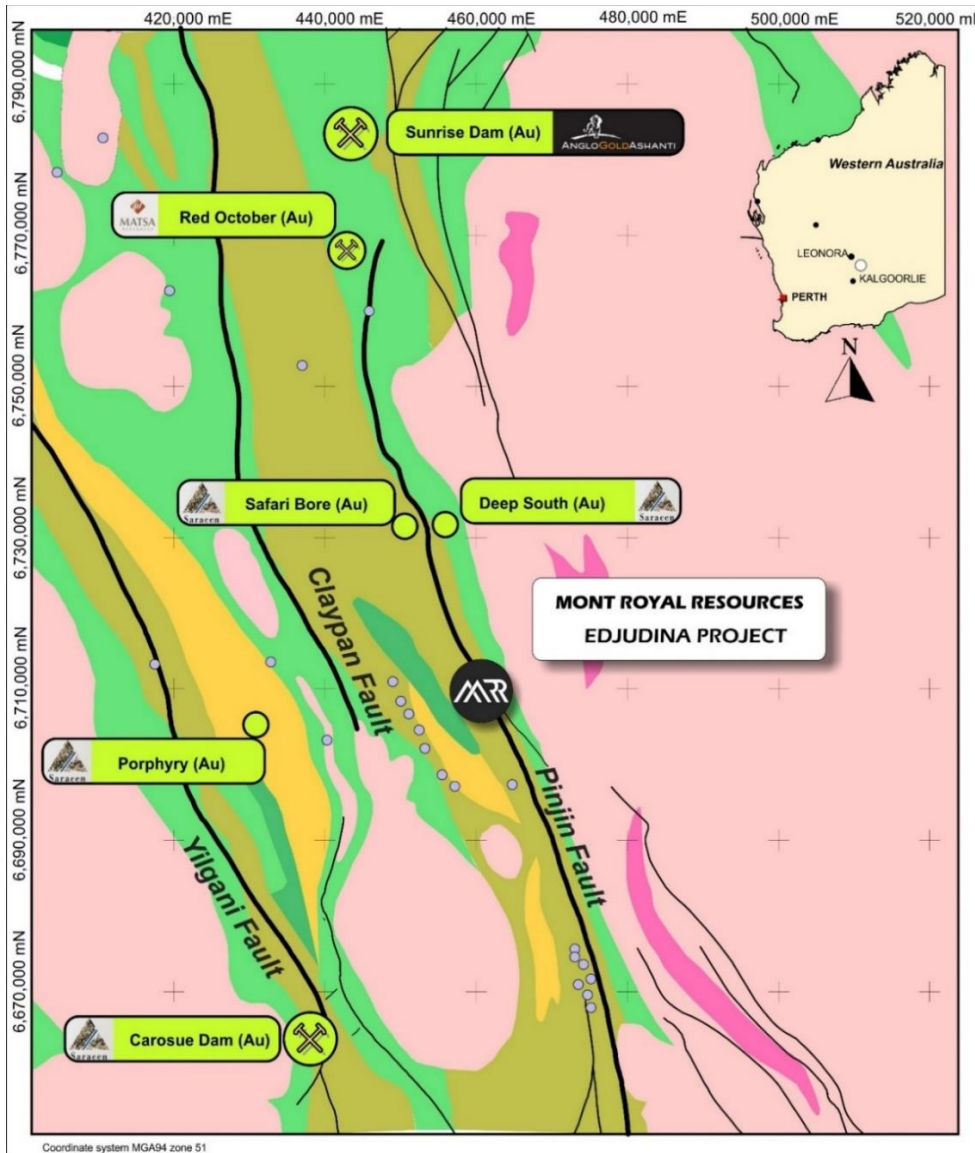 420,000 mE
440,000 mE
460,000 mE
480,000 mE
500,000 mE
520,000 m
6,790,000 mN
6,770,000 mN
6,750,000 mN
6,730,000 mN
6,710,000 mN
6,690,000 mN
6,670,000 mN
Sunrise Dam (Au)
ANGLOGOLDASHANTI
Western Australia
LEONORA
KALGOORLIE
PERTH
N
MATSA
Red October (Au)
Saracen
Safari Bore (Au)
Deep South (Au)
Saracen
MONT ROYAL RESOURCES
EDJUDINA PROJECT
Claypan Fault
MRR
Saracen
Porphyry (Au)
Pinjin Fault
Yilgani Fault
Saracen
Carosue Dam (Au)
Coordinate system MGA94 zone 51